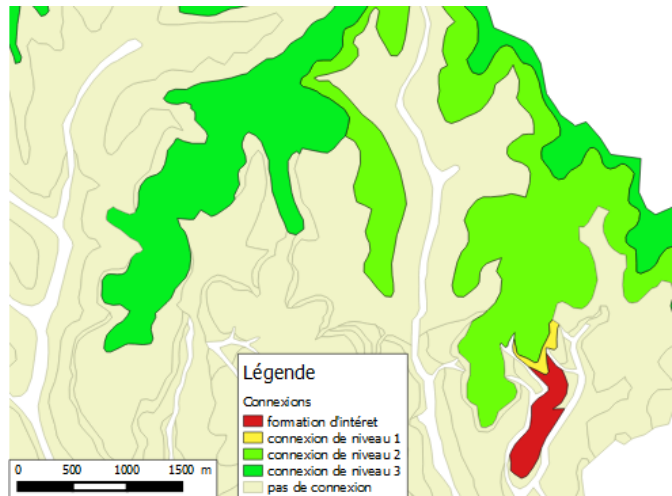 Légende
Connexions
formation d'intéret
connexion de niveau 1
connexion de niveau 2
connexion de niveau 3
pas de connexion
0 500 1000 1500 m